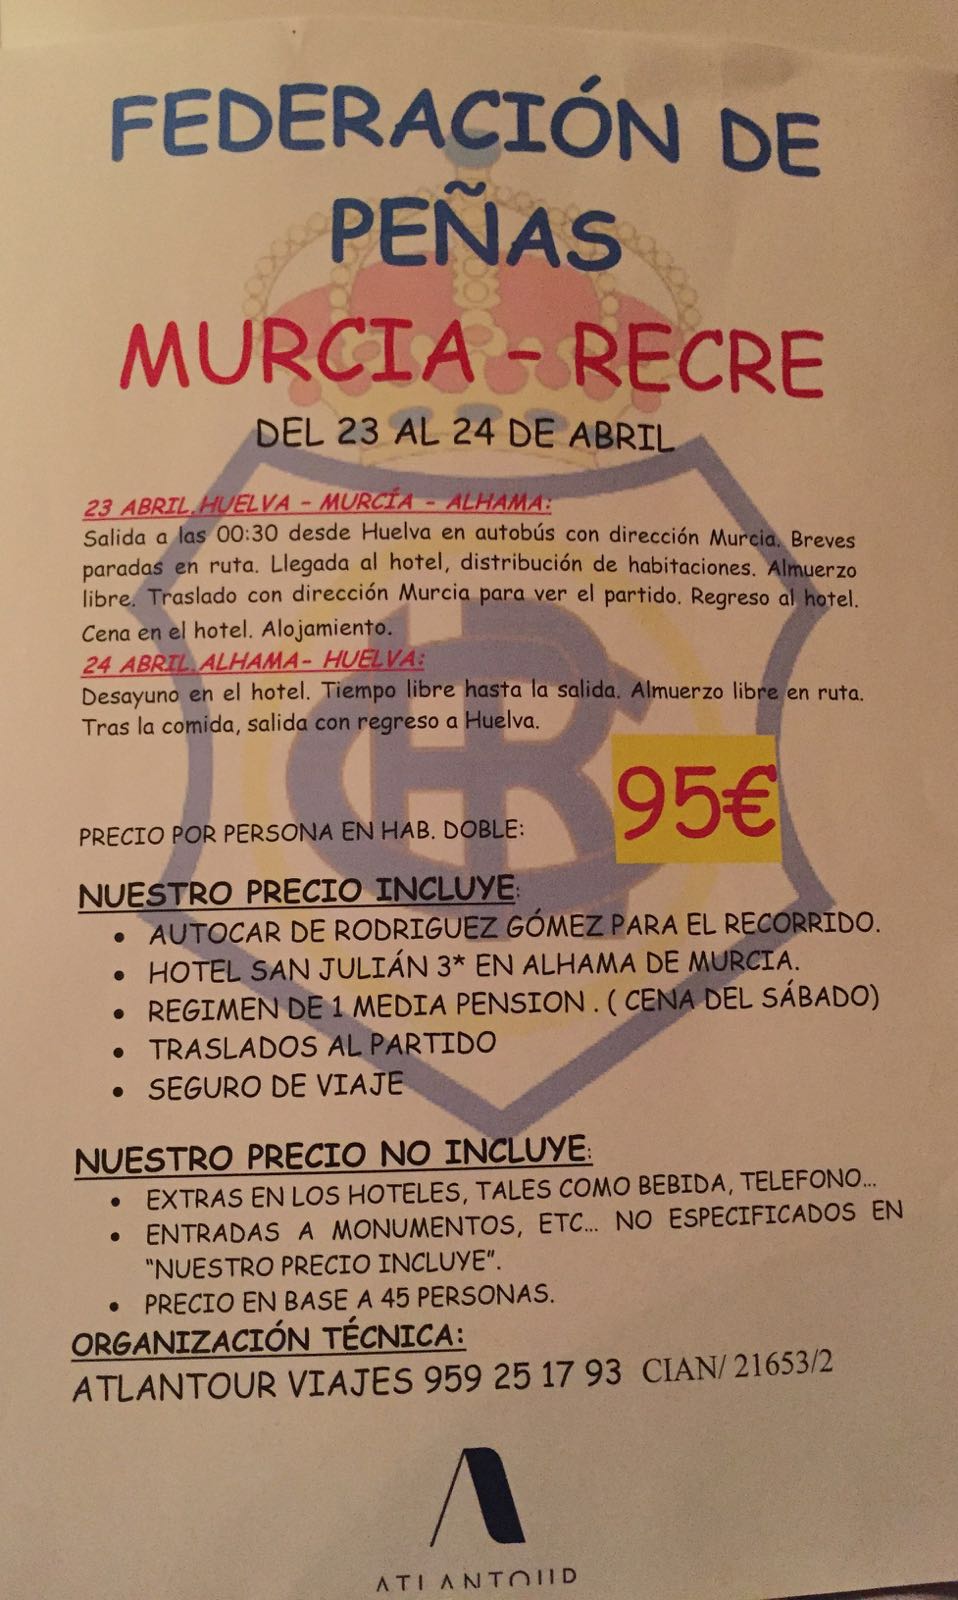 FEDERACIÓN DE
PEÑAS
MURCIA - RECRE
DEL 23 AL 24 DE ABRIL
23 ABRIL.HUELVA - MURCÍA - ALHAMA:
Salida a las 00:30 desde Huelva en autobús con dirección Murcia. Breves
paradas en ruta. Llegada al hotel, distribución de habitaciones. Almuerzo
libre. Traslado con dirección Murcia para ver el partido. Regreso al hotel.
Cena en el hotel. Alojamiento.
24 ABRIL.ALHAMA- HUELVA:
Desayuno en el hotel. Tiempo libre hasta la salida. Almuerzo libre en ruta.
Tras la comida, salida con regreso a Huelva.
PRECIO POR PERSONA EN HAB. DOBLE: 95€
NUESTRO PRECIO INCLUYE:
• AUTOCAR DE RODRIGUEZ GÓMEZ PARA EL RECORRIDO.
• HOTEL SAN JULIÁN 3* EN ALHAMA DE MURCIA.
• REGIMEN DE 1 MEDIA PENSION . ( CENA DEL SÁBADO)
• TRASLADOS AL PARTIDO
• SEGURO DE VIAJE
NUESTRO PRECIO NO INCLUYE:
• EXTRAS EN LOS HOTELES, TALES COMO BEBIDA, TELEFONO...
• ENTRADAS A MONUMENTOS, ETC... NO ESPECIFICADOS EN
"NUESTRO PRECIO INCLUYE".
• PRECIO EN BASE A 45 PERSONAS.
ORGANIZACIÓN TÉCNICA:
ATLANTOUR VIAJES 959 25 17 93 CIAN/ 21653/2
ATLANTOUR